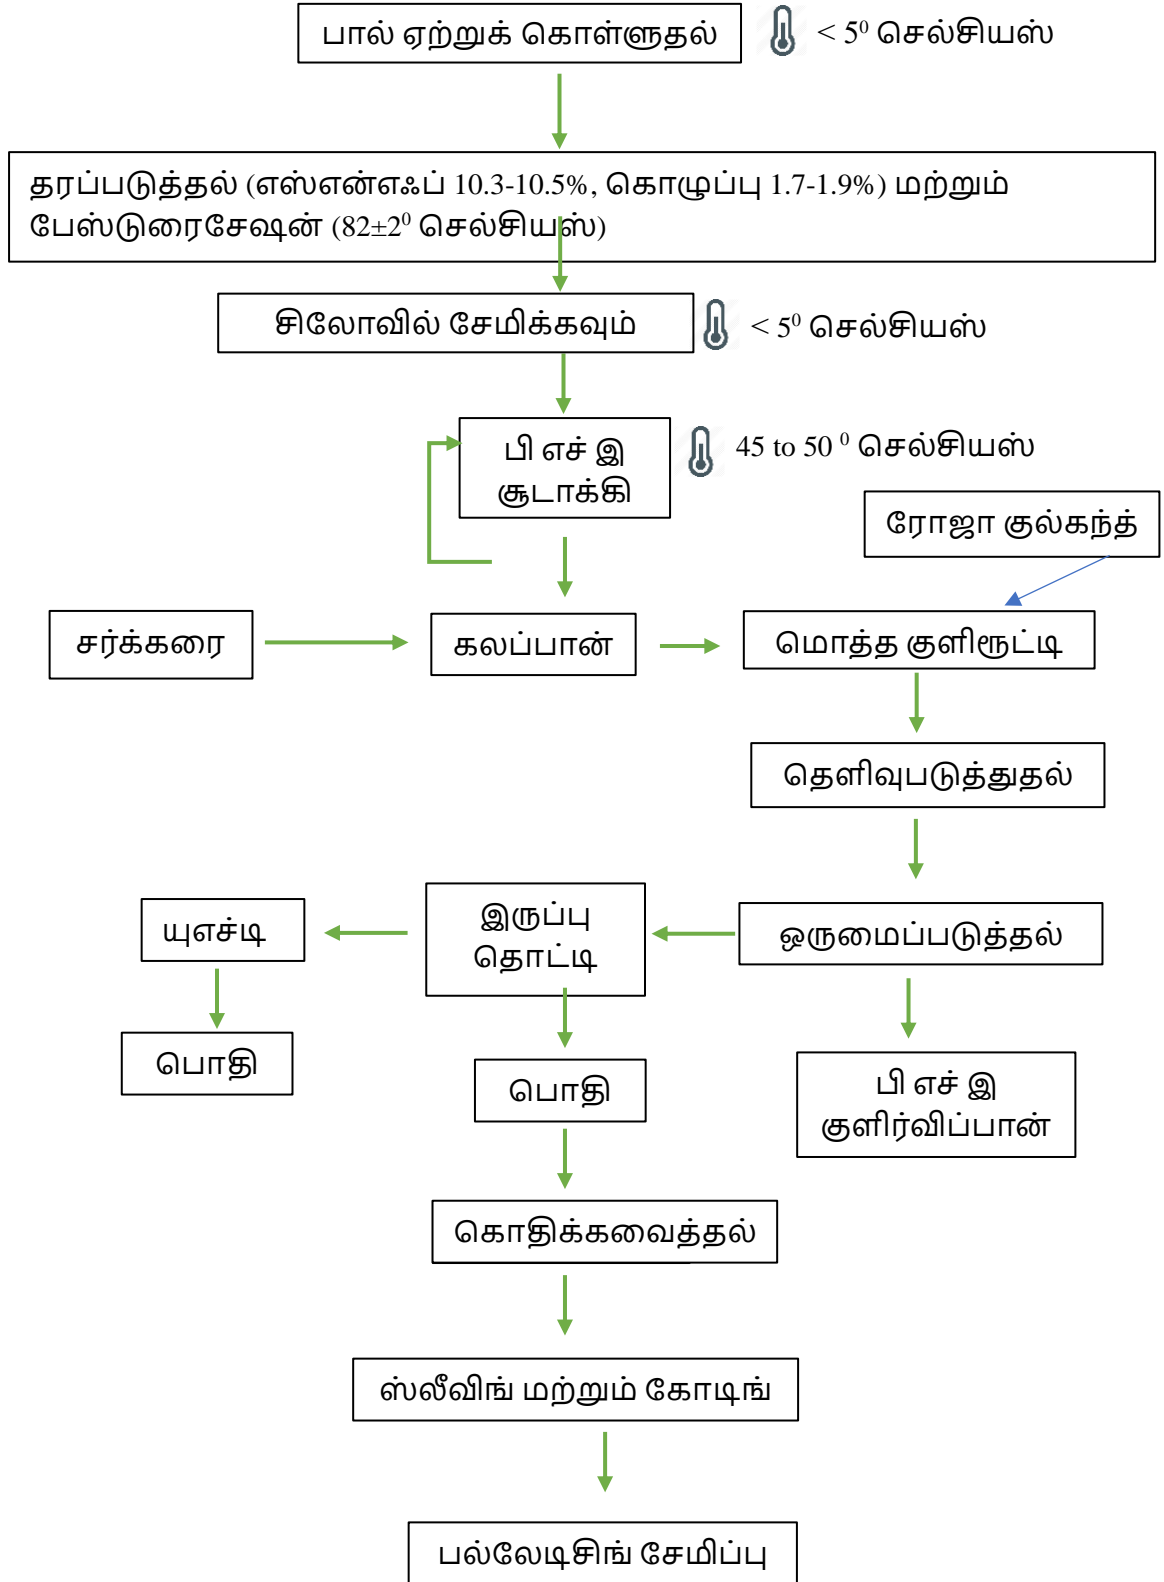 பால் ஏற்றுக் கொள்ளுதல்
< 5⁰ செல்சியஸ்
தரப்படுத்தல் (எஸ்என்எஃப் 10.3-10.5%, கொழுப்பு 1.7-1.9%) மற்றும்
பேஸ்டுரைசேஷன் (82±2⁰ செல்சியஸ்)
சிலோவில் சேமிக்கவும்
< 5⁰ செல்சியஸ்
பி எச் இ
சூடாக்கி
45 to 50 ⁰ செல்சியஸ்
ரோஜா குல்கந்த்
சர்க்கரை
கலப்பான்
மொத்த குளிரூட்டி
தெளிவுபடுத்துதல்
யுஎச்டி
இருப்பு
தொட்டி
ஒருமைப்படுத்தல்
பொதி
பொதி
பி எச் இ
குளிர்விப்பான்
கொதிக்கவைத்தல்
ஸ்லீவிங் மற்றும் கோடிங்
பல்லேடிசிங் சேமிப்பு